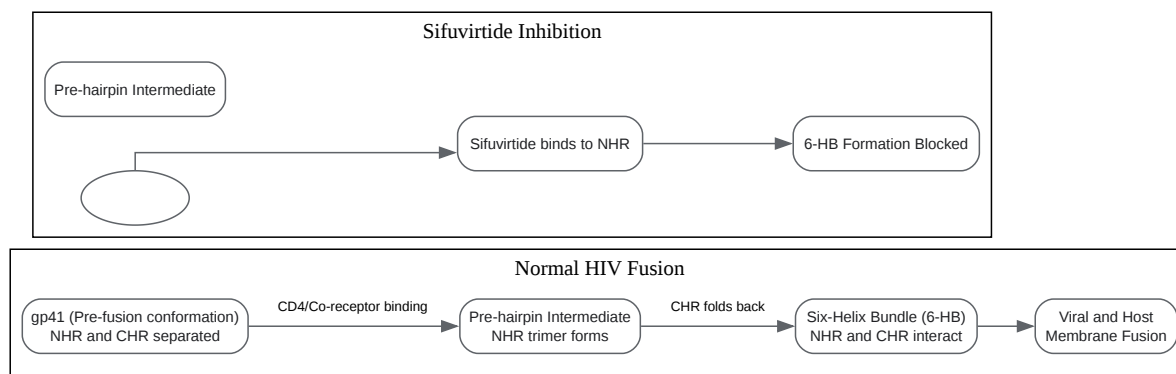 Sifuvirtide Inhibition
Pre-hairpin Intermediate
Sifuvirtide binds to NHR
6-HB Formation Blocked
Normal HIV Fusion
gp41 (Pre-fusion conformation)
NHR and CHR separated
CD4/Co-receptor binding
Pre-hairpin Intermediate
NHR trimer forms
CHR folds back
Six-Helix Bundle (6-HB)
NHR and CHR interact
Viral and Host
Membrane Fusion